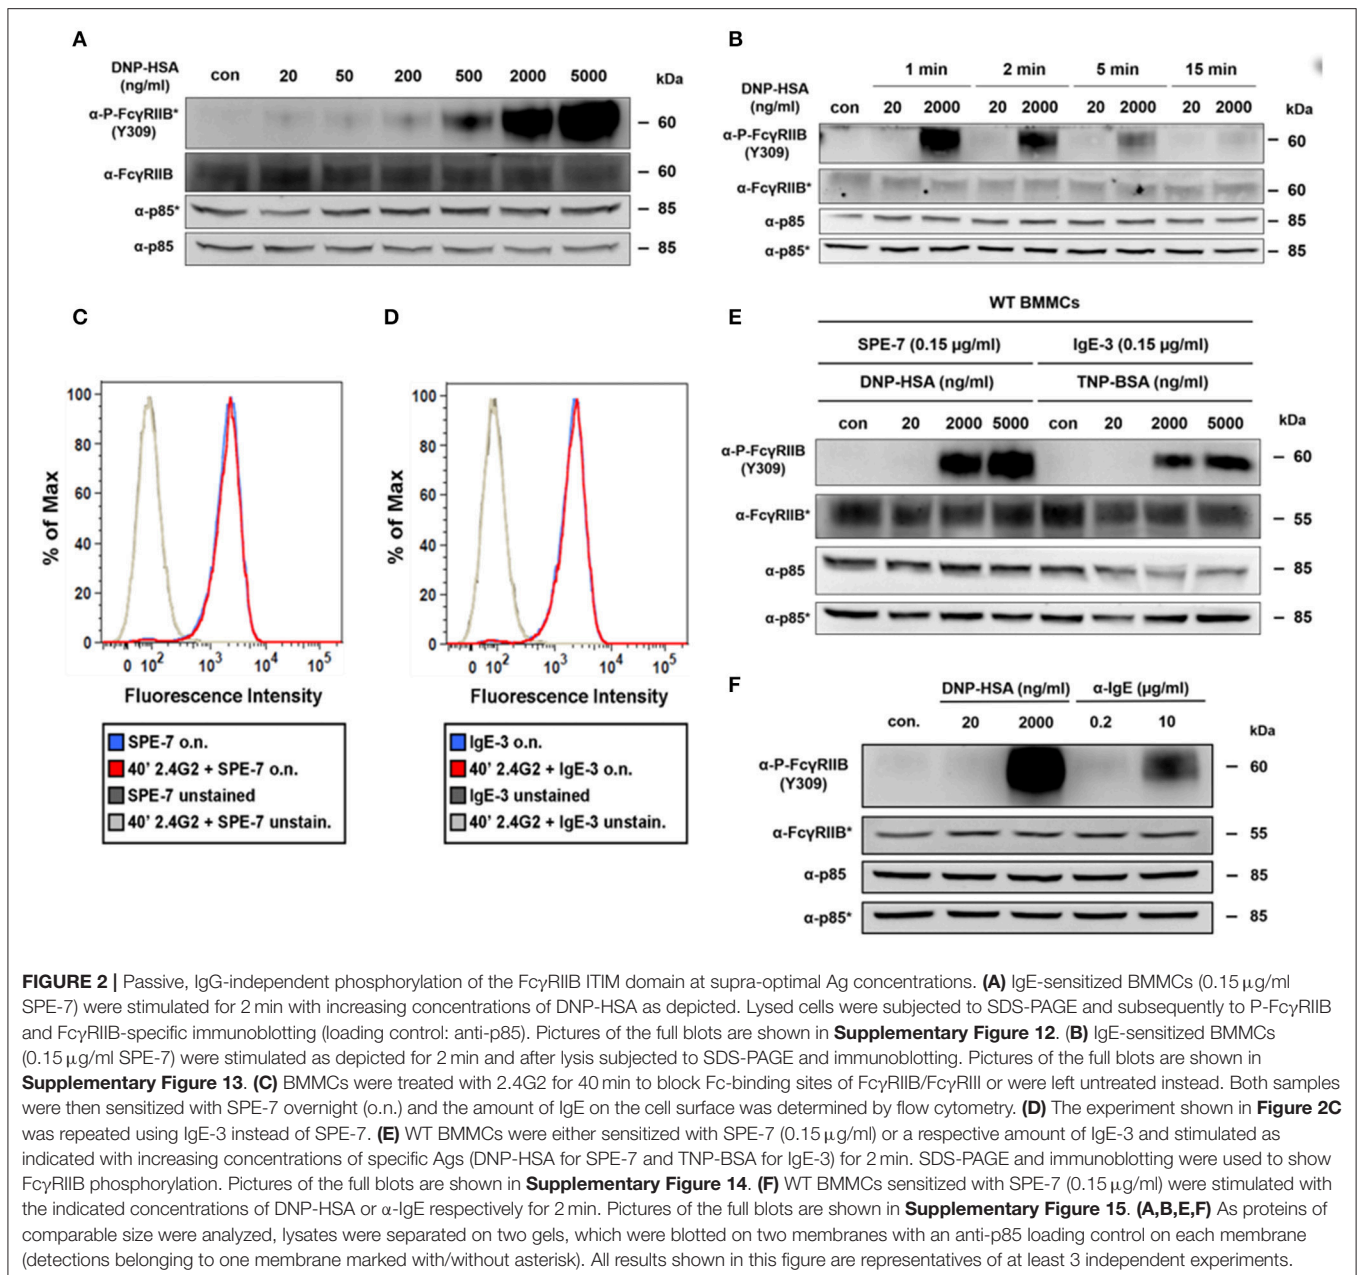 A
DNP-HSA
(ng/ml)
con 20 50 200 500 2000 5000 kDa
α-P-FcγRIIB*
(Y309)
– 60
α-FcγRIIB – 60
α-p85* – 85
α-p85 – 85
B
1 min 2 min 5 min 15 min
DNP-HSA
(ng/ml)
con 20 2000 20 2000 20 2000 20 2000 kDa
α-P-FcγRIIB
(Y309)
– 60
α-FcγRIIB* – 60
α-p85 – 85
α-p85* – 85
C
% of Max
100
80
60
40
20
0
0 10² 10³ 10⁴ 10⁵
Fluorescence Intensity
SPE-7 o.n.
40' 2.4G2 + SPE-7 o.n.
SPE-7 unstained
40' 2.4G2 + SPE-7 unstain.
D
% of Max
100
80
60
40
20
0
0 10² 10³ 10⁴ 10⁵
Fluorescence Intensity
IgE-3 o.n.
40' 2.4G2 + IgE-3 o.n.
IgE-3 unstained
40' 2.4G2 + IgE-3 unstain.
E
WT BMMCs
SPE-7 (0.15 µg/ml) IgE-3 (0.15 µg/ml)
DNP-HSA (ng/ml) TNP-BSA (ng/ml)
con 20 2000 5000 con 20 2000 5000 kDa
α-P-FcγRIIB
(Y309)
– 60
α-FcγRIIB* – 55
α-p85 – 85
α-p85* – 85
F
DNP-HSA (ng/ml) α-IgE (µg/ml)
con. 20 2000 0.2 10 kDa
α-P-FcγRIIB
(Y309)
– 60
α-FcγRIIB* – 55
α-p85 – 85
α-p85* – 85
FIGURE 2 | Passive, IgG-independent phosphorylation of the FcγRIIB ITIM domain at supra-optimal Ag concentrations. (A) IgE-sensitized BMMCs (0.15 µg/ml
SPE-7) were stimulated for 2 min with increasing concentrations of DNP-HSA as depicted. Lysed cells were subjected to SDS-PAGE and subsequently to P-FcγRIIB
and FcγRIIB-specific immunoblotting (loading control: anti-p85). Pictures of the full blots are shown in Supplementary Figure 12. (B) IgE-sensitized BMMCs
(0.15 µg/ml SPE-7) were stimulated as depicted for 2 min and after lysis subjected to SDS-PAGE and immunoblotting. Pictures of the full blots are shown in
Supplementary Figure 13. (C) BMMCs were treated with 2.4G2 for 40 min to block Fc-binding sites of FcγRIIB/FcγRIII or were left untreated instead. Both samples
were then sensitized with SPE-7 overnight (o.n.) and the amount of IgE on the cell surface was determined by flow cytometry. (D) The experiment shown in Figure 2C
was repeated using IgE-3 instead of SPE-7. (E) WT BMMCs were either sensitized with SPE-7 (0.15 µg/ml) or a respective amount of IgE-3 and stimulated as
indicated with increasing concentrations of specific Ags (DNP-HSA for SPE-7 and TNP-BSA for IgE-3) for 2 min. SDS-PAGE and immunoblotting were used to show
FcγRIIB phosphorylation. Pictures of the full blots are shown in Supplementary Figure 14. (F) WT BMMCs sensitized with SPE-7 (0.15 µg/ml) were stimulated with
the indicated concentrations of DNP-HSA or α-IgE respectively for 2 min. Pictures of the full blots are shown in Supplementary Figure 15. (A,B,E,F) As proteins of
comparable size were analyzed, lysates were separated on two gels, which were blotted on two membranes with an anti-p85 loading control on each membrane
(detections belonging to one membrane marked with/without asterisk). All results shown in this figure are representatives of at least 3 independent experiments.